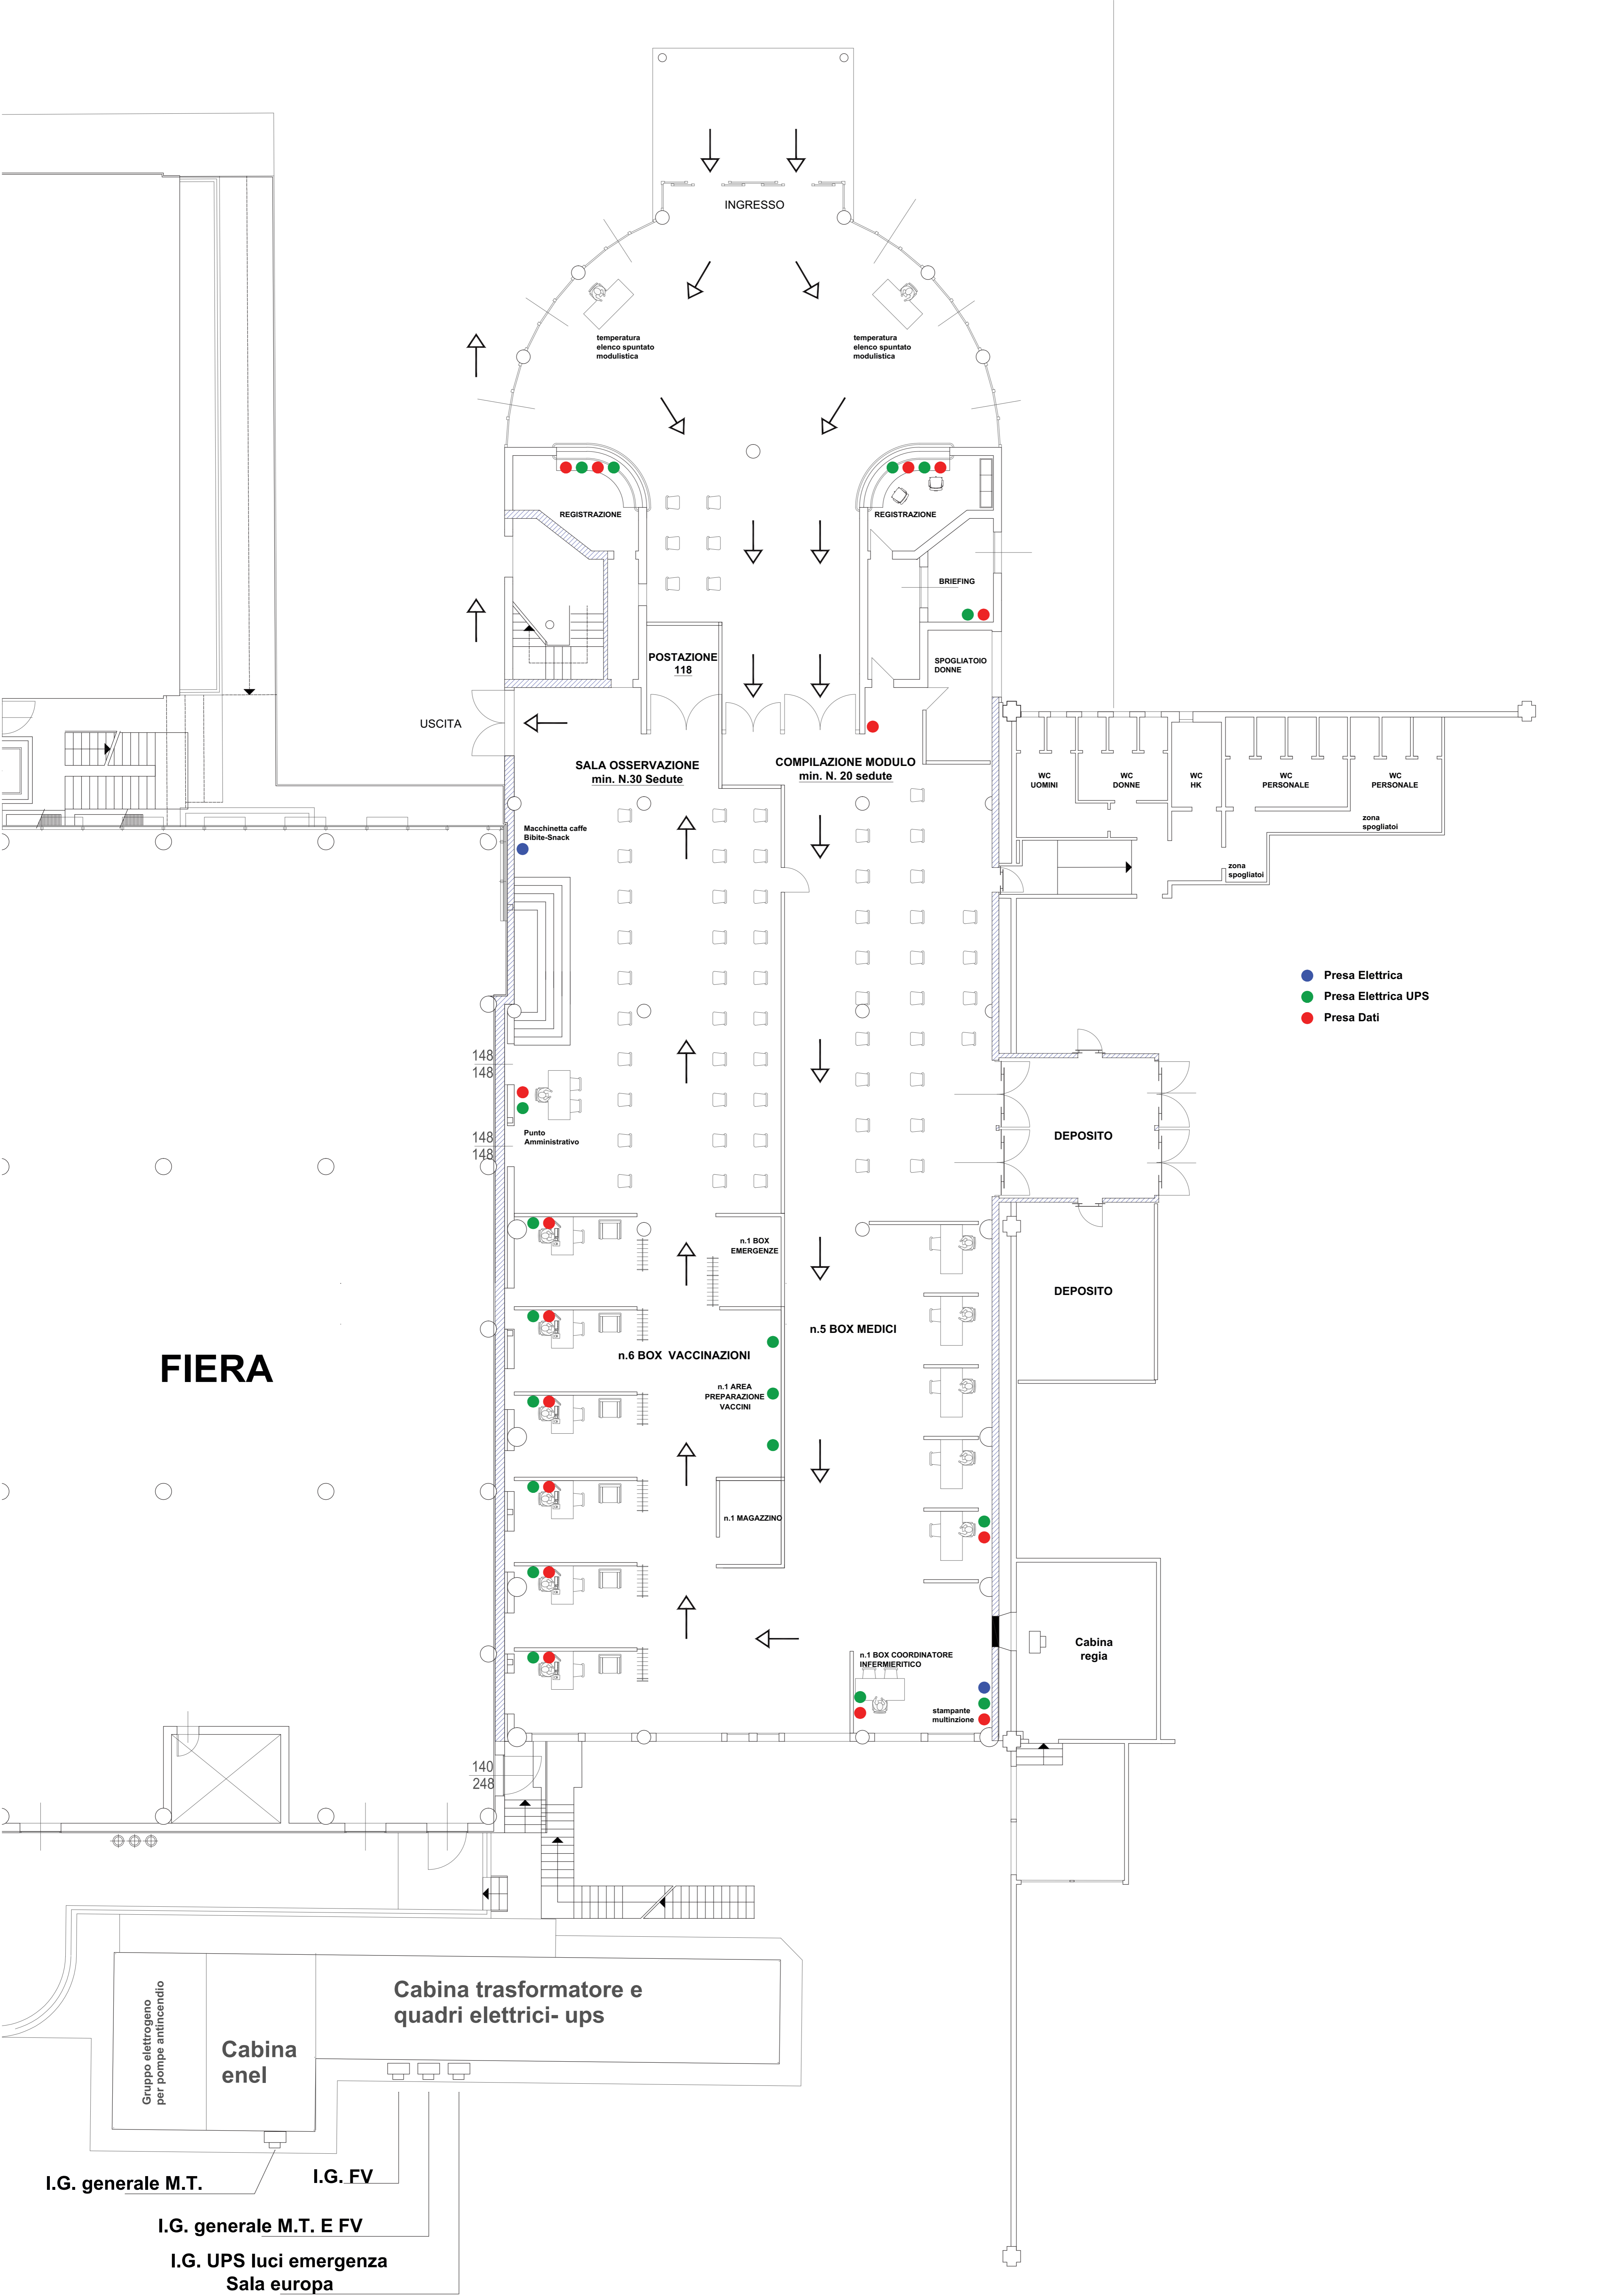 INGRESSO
temperatura
elenco spuntato
modulistica
temperatura
elenco spuntato
modulistica
REGISTRAZIONE
REGISTRAZIONE
BRIEFING
POSTAZIONE
118
SPOGLIATOIO
DONNE
USCITA
SALA OSSERVAZIONE
min. N.30 Sedute
COMPILAZIONE MODULO
min. N. 20 sedute
WC
UOMINI
WC
DONNE
WC
HK
WC
PERSONALE
WC
PERSONALE
zona
spogliatoi
zona
spogliatoi
Macchinetta caffe
Bibite-Snack
Presa Elettrica
Presa Elettrica UPS
Presa Dati
148
148
148
148
Punto
Amministrativo
DEPOSITO
n.1 BOX
EMERGENZE
DEPOSITO
n.5 BOX MEDICI
FIERA
n.6 BOX VACCINAZIONI
n.1 AREA
PREPARAZIONE
VACCINI
n.1 MAGAZZINO
Cabina
regia
n.1 BOX COORDINATORE
INFERMIERITICO
stampante
multinzione
140
248
Gruppo elettrogeno
per pompe antincendio
Cabina
enel
Cabina trasformatore e
quadri elettrici- ups
I.G. generale M.T.
I.G. FV
I.G. generale M.T. E FV
I.G. UPS luci emergenza
Sala europa